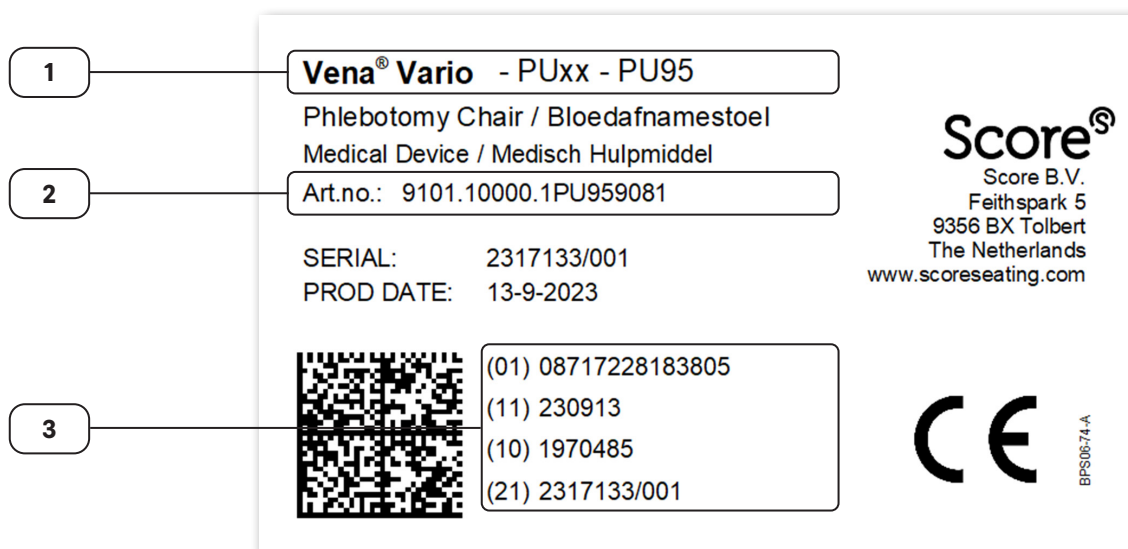 1
Vena® Vario - PUxx - PU95
Phlebotomy Chair / Bloedafnamestoel
Medical Device / Medisch Hulpmiddel
2
Art.no.: 9101.10000.1PU959081
SERIAL: 2317133/001
PROD DATE: 13-9-2023
ScoreS
Score B.V.
Feithspark 5
9356 BX Tolbert
The Netherlands
www.scoreseating.com
3
(01) 08717228183805
(11) 230913
(10) 1970485
(21) 2317133/001
CE
BPS06-74-A